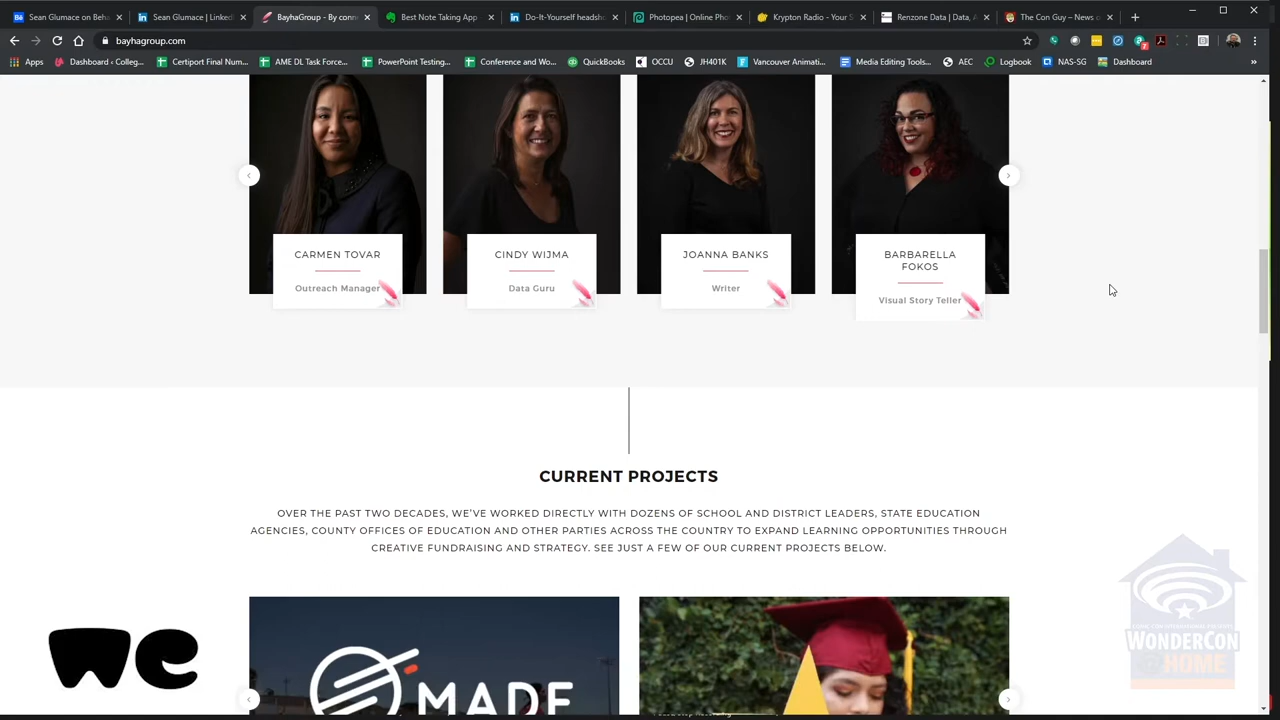 Sean Glumace on Beha
Sean Glumace | LinkedI
BayhaGroup - By conne
Best Note Taking App
Do-It-Yourself headsho
Photopea | Online Pho
Krypton Radio - Your S
Renzone Data | Data, A
The Con Guy – News o
bayhagroup.com
Apps
Dashboard ‹ Colleg...
Certiport Final Num...
AME DL Task Force...
PowerPoint Testing...
Conference and Wo...
QuickBooks
OCCU
JH401K
Vancouver Animati...
Media Editing Tools...
AEC
Logbook
NAS-SG
Dashboard
CARMEN TOVAR
Outreach Manager
CINDY WIJMA
Data Guru
JOANNA BANKS
Writer
BARBARELLA
FOKOS
Visual Story Teller
CURRENT PROJECTS
OVER THE PAST TWO DECADES, WE'VE WORKED DIRECTLY WITH DOZENS OF SCHOOL AND DISTRICT LEADERS, STATE EDUCATION
AGENCIES, COUNTY OFFICES OF EDUCATION AND OTHER PARTIES ACROSS THE COUNTRY TO EXPAND LEARNING OPPORTUNITIES THROUGH
CREATIVE FUNDRAISING AND STRATEGY. SEE JUST A FEW OF OUR CURRENT PROJECTS BELOW.
we
MADE
WONDERCON
@HOME